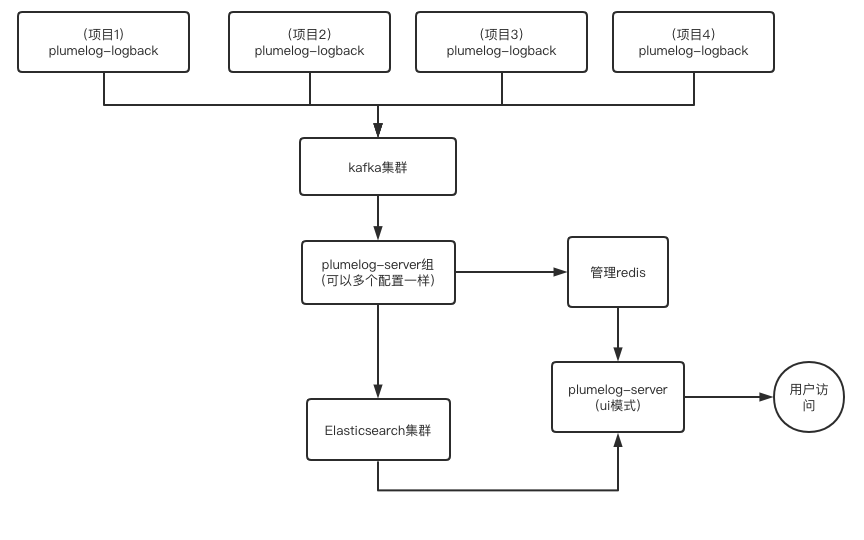 (项目1)
plumelog-logback
(项目2)
plumelog-logback
(项目3)
plumelog-logback
(项目4)
plumelog-logback
kafka集群
plumelog-server组
(可以多个配置一样)
管理redis
plumelog-server
(ui模式)
用户访
问
Elasticsearch集群